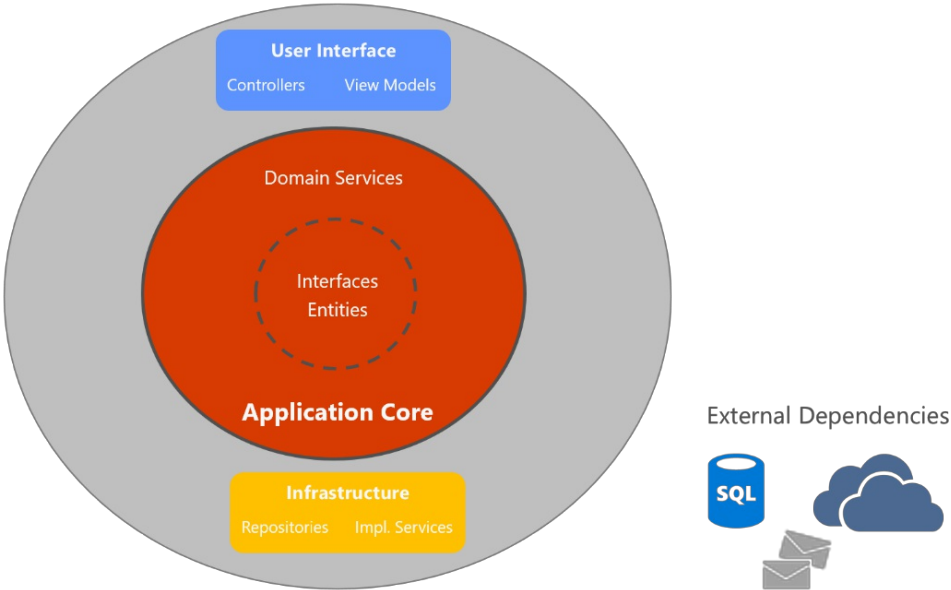 User Interface
Controllers View Models
Domain Services
Interfaces
Entities
Application Core
Infrastructure
Repositories Impl. Services
External Dependencies
SQL